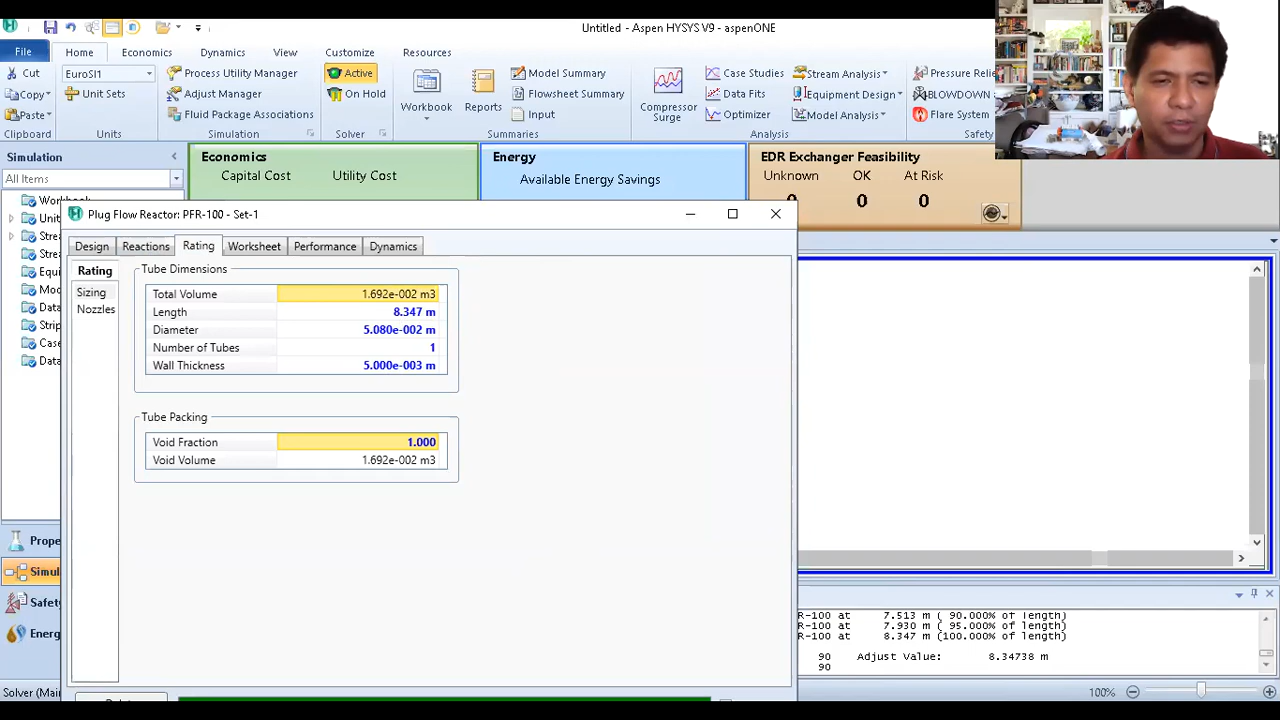 Untitled - Aspen HYSYS V9 - aspenONE
File Home Economics Dynamics View Customize Resources
Cut EuroSI1 Process Utility Manager Active Model Summary Case Studies Stream Analysis Pressure Relie
Copy Unit Sets Adjust Manager Flowsheet Summary Data Fits Equipment Design BLOWDOWN
Paste Fluid Package Associations Workbook Reports Input Compressor Surge Optimizer Model Analysis Flare System
Clipboard Units Simulation Solver Summaries Analysis Safety
Simulation Economics Energy EDR Exchanger Feasibility
All Items Capital Cost Utility Cost Available Energy Savings Unknown OK At Risk
0 0 0
Plug Flow Reactor: PFR-100 - Set-1
Design Reactions Rating Worksheet Performance Dynamics
Rating Tube Dimensions
Sizing Total Volume 1.692e-002 m3
Nozzles Length 8.347 m
Diameter 5.080e-002 m
Number of Tubes 1
Wall Thickness 5.000e-003 m
Tube Packing
Void Fraction 1.000
Void Volume 1.692e-002 m3
Prope
Simul
Safety
Energ
R-100 at 7.513 m ( 90.000% of length)
R-100 at 7.930 m ( 95.000% of length)
R-100 at 8.347 m (100.000% of length)
90 Adjust Value: 8.34738 m
90
Solver (Main
100%